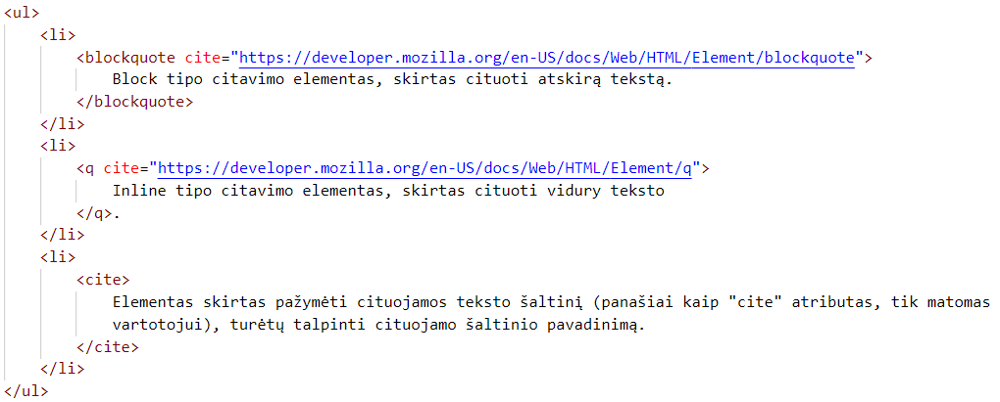 <ul>
<li>
<blockquote cite="https://developer.mozilla.org/en-US/docs/Web/HTML/Element/blockquote">
Block tipo citavimo elementas, skirtas cituoti atskirą tekstą.
</blockquote>
</li>
<li>
<q cite="https://developer.mozilla.org/en-US/docs/Web/HTML/Element/q">
Inline tipo citavimo elementas, skirtas cituoti vidury teksto
</q>.
</li>
<li>
<cite>
Elementas skirtas pažymėti cituojamos teksto šaltinį (panašiai kaip "cite" atributas, tik matomas
vartotojui), turėtų talpinti cituojamo šaltinio pavadinimą.
</cite>
</li>
</ul>